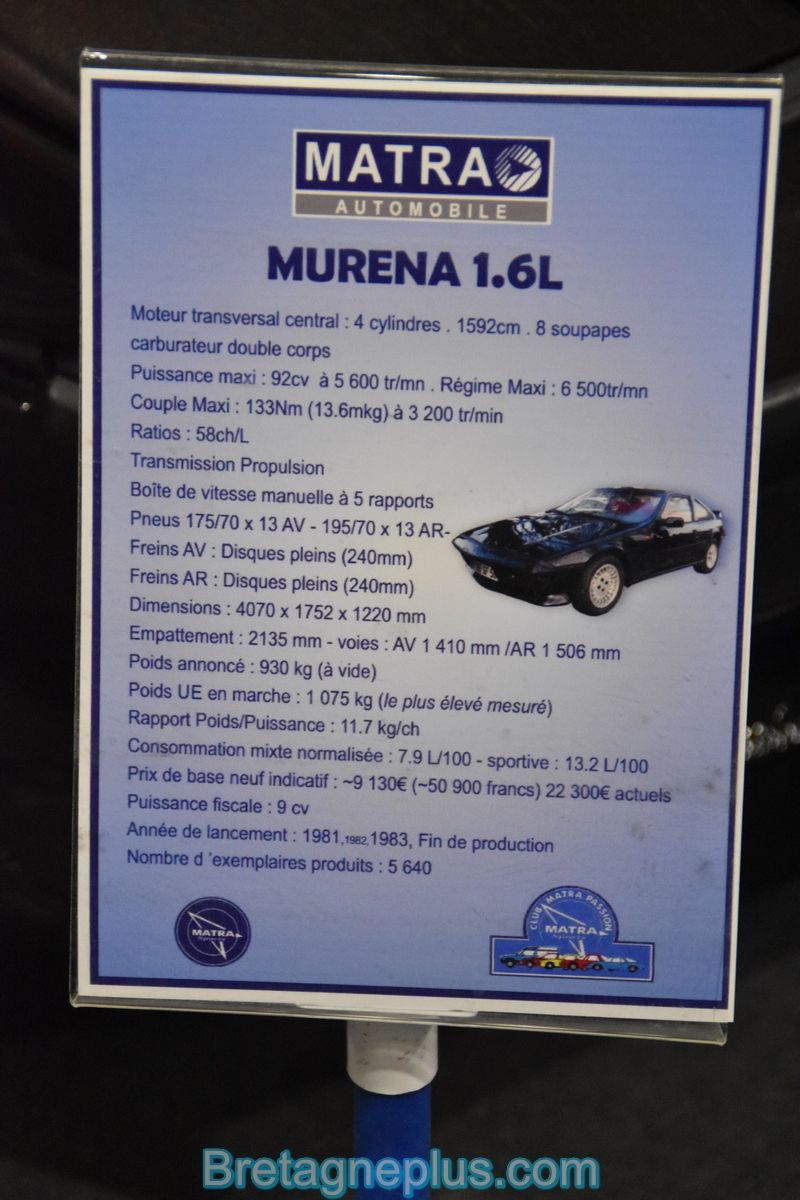 MATRA
AUTOMOBILE
MURENA 1.6L
Moteur transversal central : 4 cylindres . 1592cm . 8 soupapes
carburateur double corps
Puissance maxi : 92cv à 5 600 tr/mn . Régime Maxi : 6 500tr/mn
Couple Maxi : 133Nm (13.6mkg) à 3 200 tr/min
Ratios : 58ch/L
Transmission Propulsion
Boîte de vitesse manuelle à 5 rapports
Pneus 175/70 x 13 AV - 195/70 x 13 AR-
Freins AV : Disques pleins (240mm)
Freins AR : Disques pleins (240mm)
Dimensions : 4070 x 1752 x 1220 mm
Empattement : 2135 mm - voies : AV 1 410 mm /AR 1 506 mm
Poids annoncé : 930 kg (à vide)
Poids UE en marche : 1 075 kg (le plus élevé mesuré)
Rapport Poids/Puissance : 11.7 kg/ch
Consommation mixte normalisée : 7.9 L/100 - sportive : 13.2 L/100
Prix de base neuf indicatif : ~9 130€ (~50 900 francs) 22 300€ actuels
Puissance fiscale : 9 cv
Année de lancement : 1981,1982,1983, Fin de production
Nombre d 'exemplaires produits : 5 640
MATRA
CLUB MATRA PASSION
MATRA
Bretagneplus.com